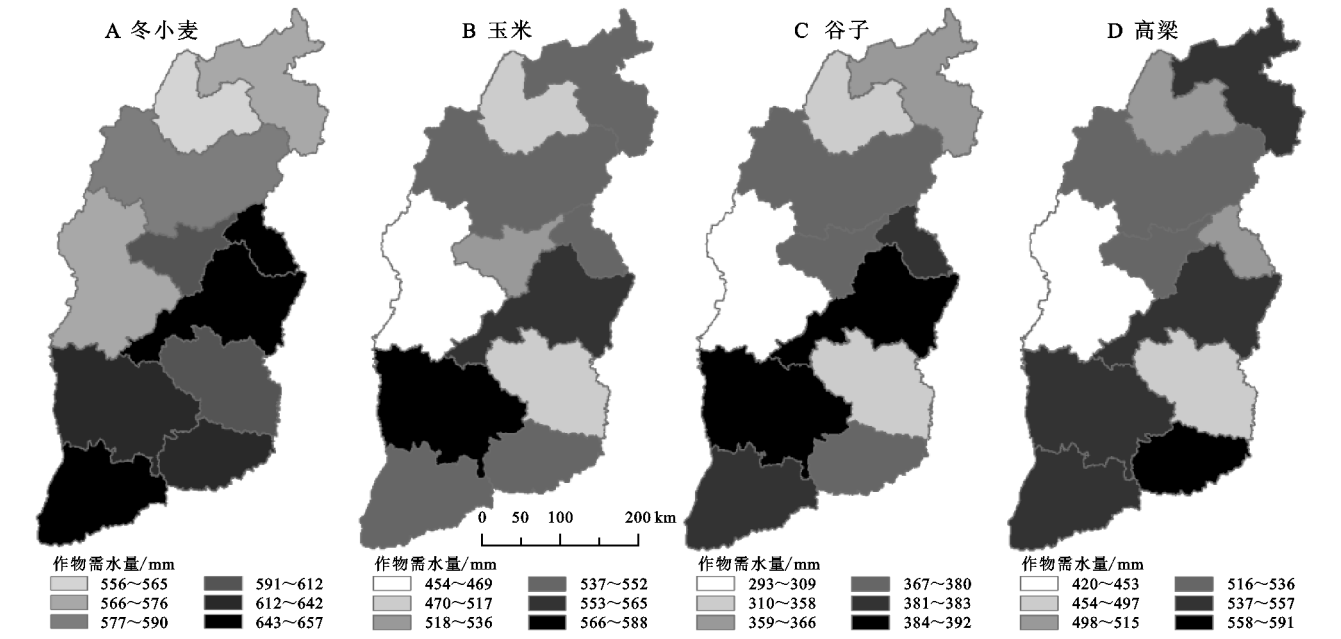 A 冬小麦
B 玉米
C 谷子
D 高梁
0 50 100 200 km
作物需水量/mm
556～565 591～612
566～576 612～642
577～590 643～657
作物需水量/mm
454～469 537～552
470～517 553～565
518～536 566～588
作物需水量/mm
293～309 367～380
310～358 381～383
359～366 384～392
作物需水量/mm
420～453 516～536
454～497 537～557
498～515 558～591